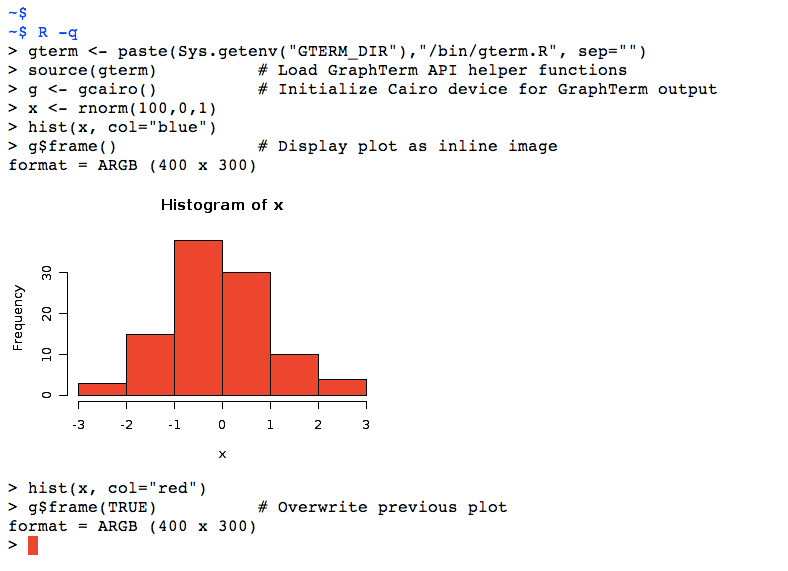 ~$
~$ R -q
> gterm <- paste(Sys.getenv("GTERM_DIR"),"/bin/gterm.R", sep="")
> source(gterm)          # Load GraphTerm API helper functions
> g <- gcairo()          # Initialize Cairo device for GraphTerm output
> x <- rnorm(100,0,1)
> hist(x, col="blue")
> g$frame()              # Display plot as inline image
format = ARGB (400 x 300)
Histogram of x
Frequency
30
20
10
0
-3 -2 -1 0 1 2 3
x
> hist(x, col="red")
> g$frame(TRUE)          # Overwrite previous plot
format = ARGB (400 x 300)
>